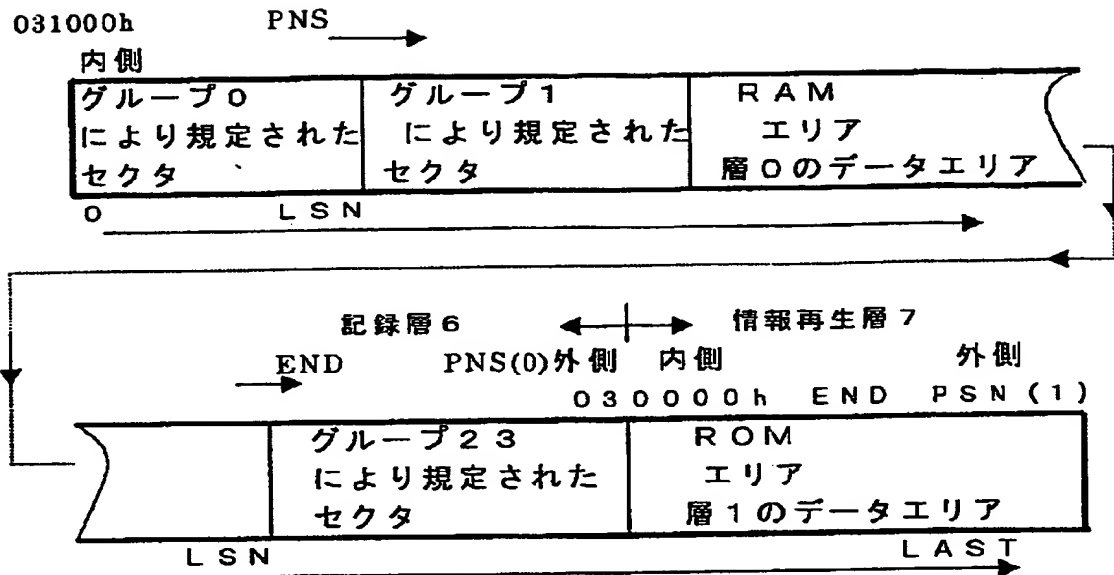 031000h PNS
内側
グループ0
により規定された
セクタ
グループ1
により規定された
セクタ
RAM
エリア
層0のデータエリア
0 LSN
記録層6 情報再生層7
END PNS(0)外側 内側 外側
030000h END PSN(1)
グループ23
により規定された
セクタ
ROM
エリア
層1のデータエリア
LSN LAST